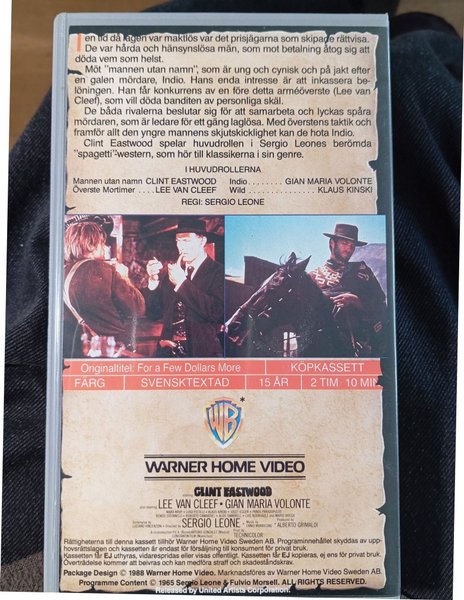 en tid då lagen var maktlös var det prisjägarna som skipade rättvisa.
De var hårda och hänsynslösa män, som mot betalning åtog sig att
döda vem som helst.
Möt "mannen utan namn", som är ung och cynisk och på jakt efter
en galen mördare, Indio. Hans enda intresse är att inkassera be-
löningen. Han får konkurrens av en före detta arméöverste (Lee van
Cleef), som vill döda banditen av personliga skäl.
De båda rivalerna beslutar sig för att samarbeta och lyckas spåra
mördaren, som är ledare för ett gäng laglösa. Med överstens taktik och
framför allt den yngre mannens skjutskicklighet kan de hota Indio.
Clint Eastwood spelar huvudrollen i Sergio Leones berömda
"spagetti"-western, som hör till klassikerna i sin genre.
I HUVUDROLLERNA
Mannen utan namn CLINT EASTWOOD Indio........ GIAN MARIA VOLONTE
Överste Mortimer .... LEE VAN CLEEF Wild ............ KLAUS KINSKI
REGI: SERGIO LEONE
Originaltitel: For a Few Dollars More KÖPKASSETT
FÄRG SVENSKTEXTAD 15 ÅR 2 TIM 10 MIN
WB*
WARNER HOME VIDEO
starring CLINT EASTWOOD
also starring LEE VAN CLEEF · GIAN MARIA VOLONTE
Directed by SERGIO LEONE Music by ENNIO MORRICONE Produced by ALBERTO GRIMALDI
TECHNICOLOR
Rättigheterna till denna kassett tillhör Warner Home Video Sweden AB. Programinnehållet skyddas av upp-
hovsrättslagen och kassetten är endast för försäljning till konsument för privat bruk.
Kassetten får EJ uthyras, vidarespridas eller visas offentligt. Kassetten får EJ kopieras, ej ens för privat bruk.
Överträdelse kommer att beivras och kan medföra straff och skadeståndskrav.
Package Design © 1988 Warner Home Video. Marknadsföres av Warner Home Video Sweden AB.
Programme Content © 1965 Sergio Leone & Fulvio Morsell. ALL RIGHTS RESERVED.
Released by United Artists Corporation.